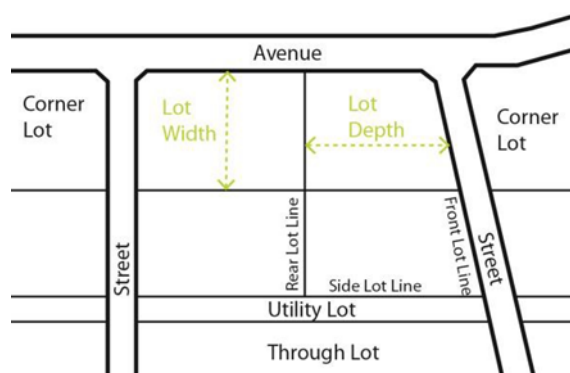 Avenue
Corner
Lot
Lot
Width
Lot
Depth
Corner
Lot
Street
Rear Lot Line
Front Lot Line
Street
Side Lot Line
Utility Lot
Through Lot